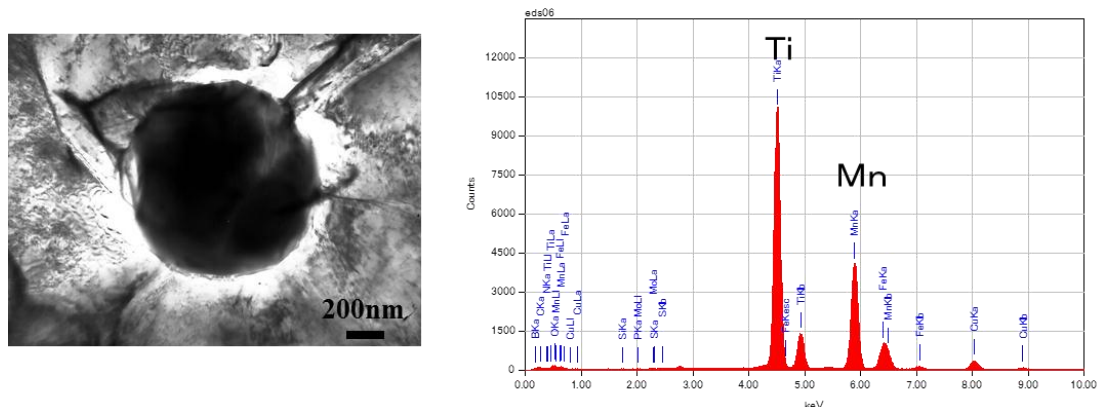 200nm
eds06
Ti
Mn
Counts
12000
10500
9000
7500
6000
4500
3000
1500
0
BKa
CKa
NKa
TiLl
TiLa
OKa
MnLl
MnLa
FeLl
FeLa
CuLl
CuLa
SiKa
PKa
MoLl
MoLa
SKa
SKb
TiKa
FeKesc
TiKb
MnKa
FeKa
MnKb
FeKb
CuKa
CuKb
0.00 1.00 2.00 3.00 4.00 5.00 6.00 7.00 8.00 9.00 10.00
keV